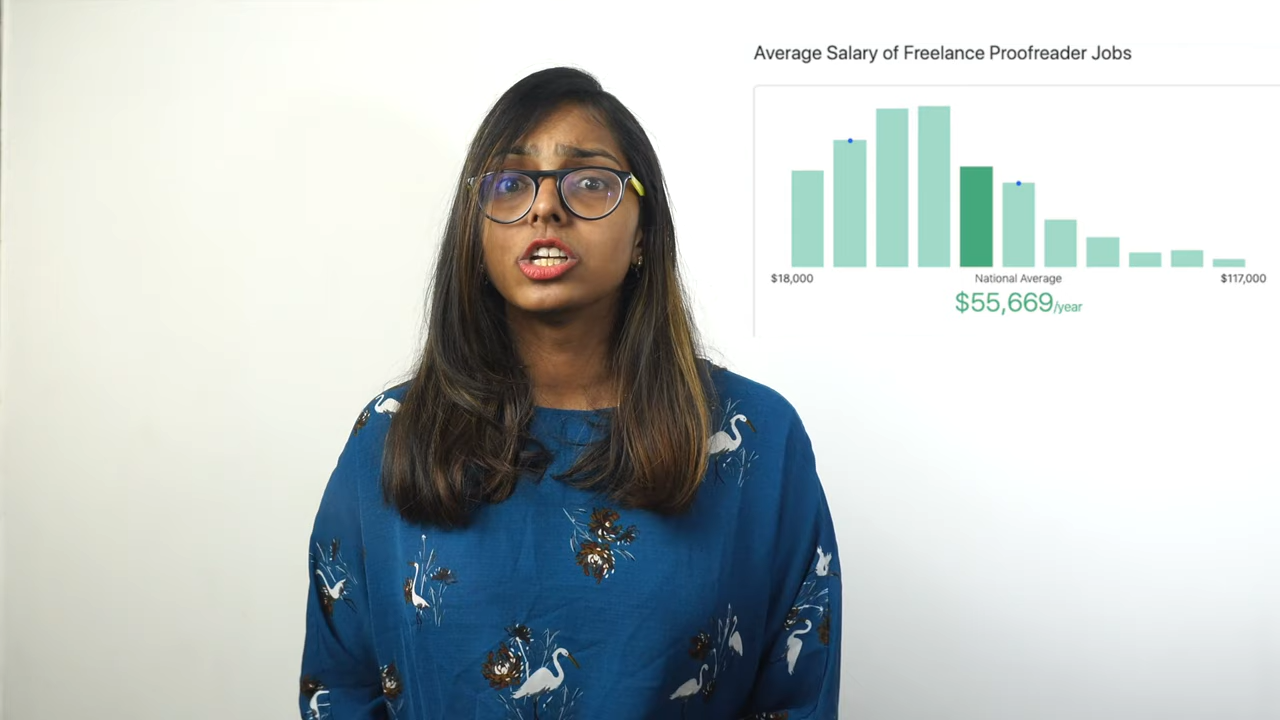 Average Salary of Freelance Proofreader Jobs
$18,000 National Average $117,000
$55,669/year